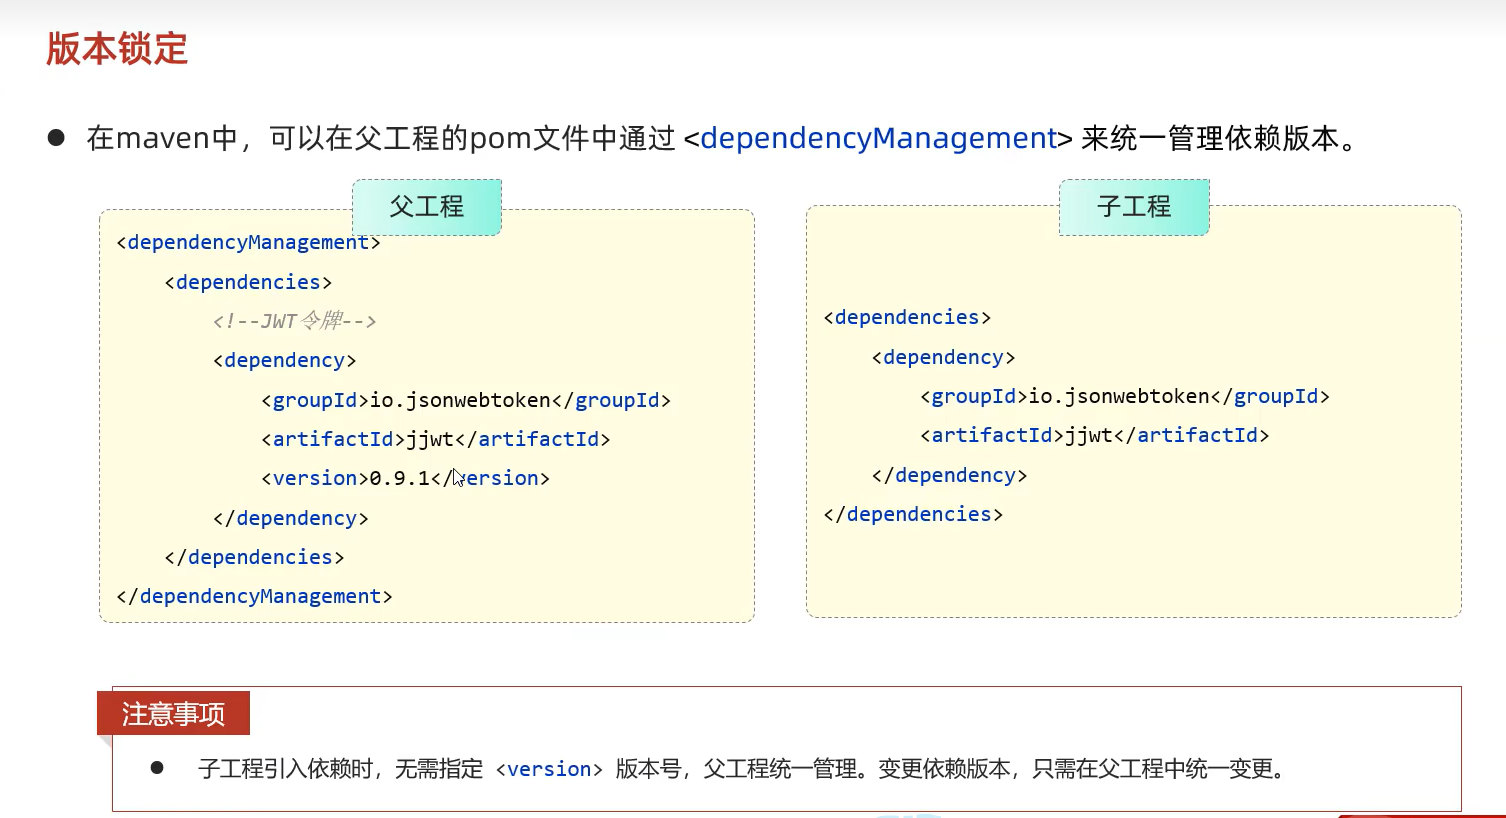 版本锁定
● 在maven中，可以在父工程的pom文件中通过 <dependencyManagement> 来统一管理依赖版本。
父工程
<dependencyManagement>
<dependencies>
<!--JWT令牌-->
<dependency>
<groupId>io.jsonwebtoken</groupId>
<artifactId>jjwt</artifactId>
<version>0.9.1</version>
</dependency>
</dependencies>
</dependencyManagement>
子工程
<dependencies>
<dependency>
<groupId>io.jsonwebtoken</groupId>
<artifactId>jjwt</artifactId>
</dependency>
</dependencies>
注意事项
● 子工程引入依赖时，无需指定 <version> 版本号，父工程统一管理。变更依赖版本，只需在父工程中统一变更。